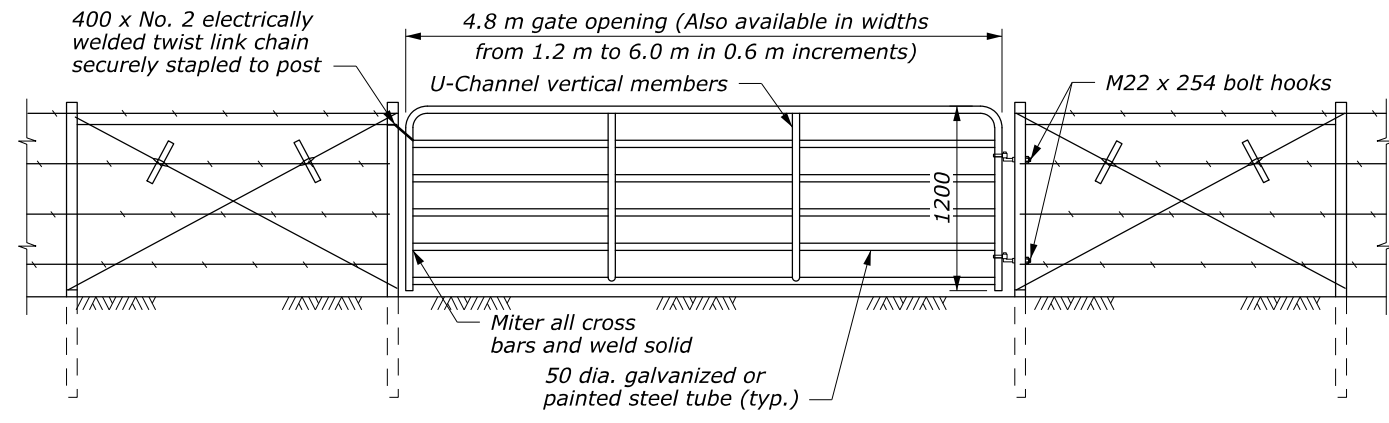 400 x No. 2 electrically
welded twist link chain
securely stapled to post
4.8 m gate opening (Also available in widths
from 1.2 m to 6.0 m in 0.6 m increments)
U-Channel vertical members
M22 x 254 bolt hooks
1200
Miter all cross
bars and weld solid
50 dia. galvanized or
painted steel tube (typ.)